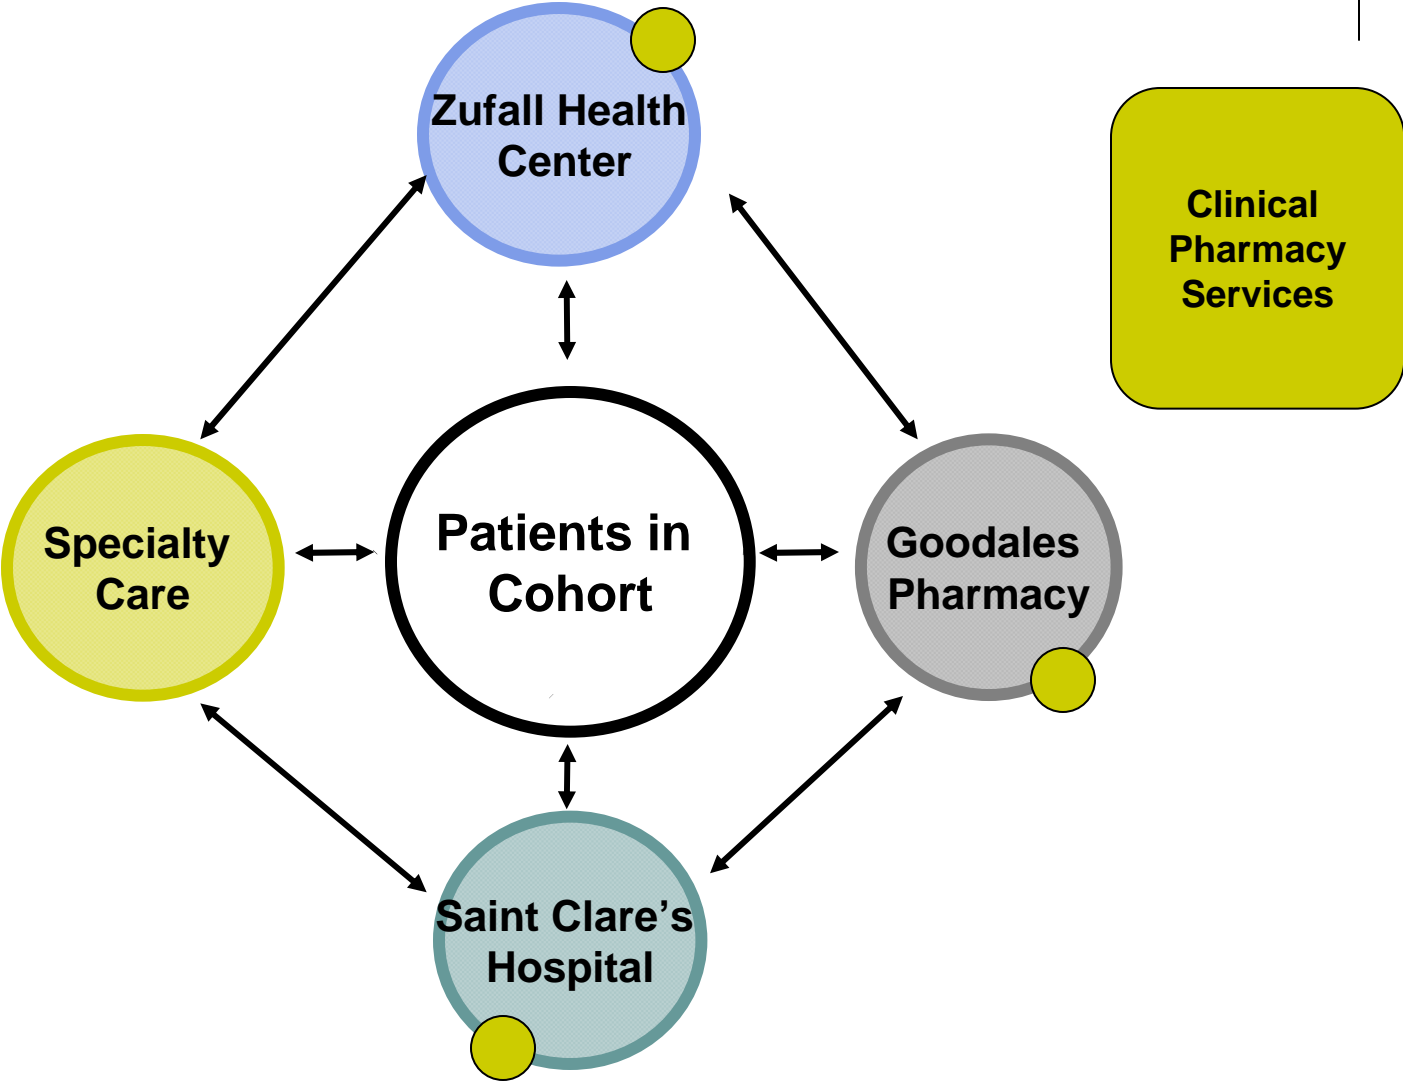 Zufall Health
Center
Clinical
Pharmacy
Services
Specialty
Care
Patients in
Cohort
Goodales
Pharmacy
Saint Clare’s
Hospital